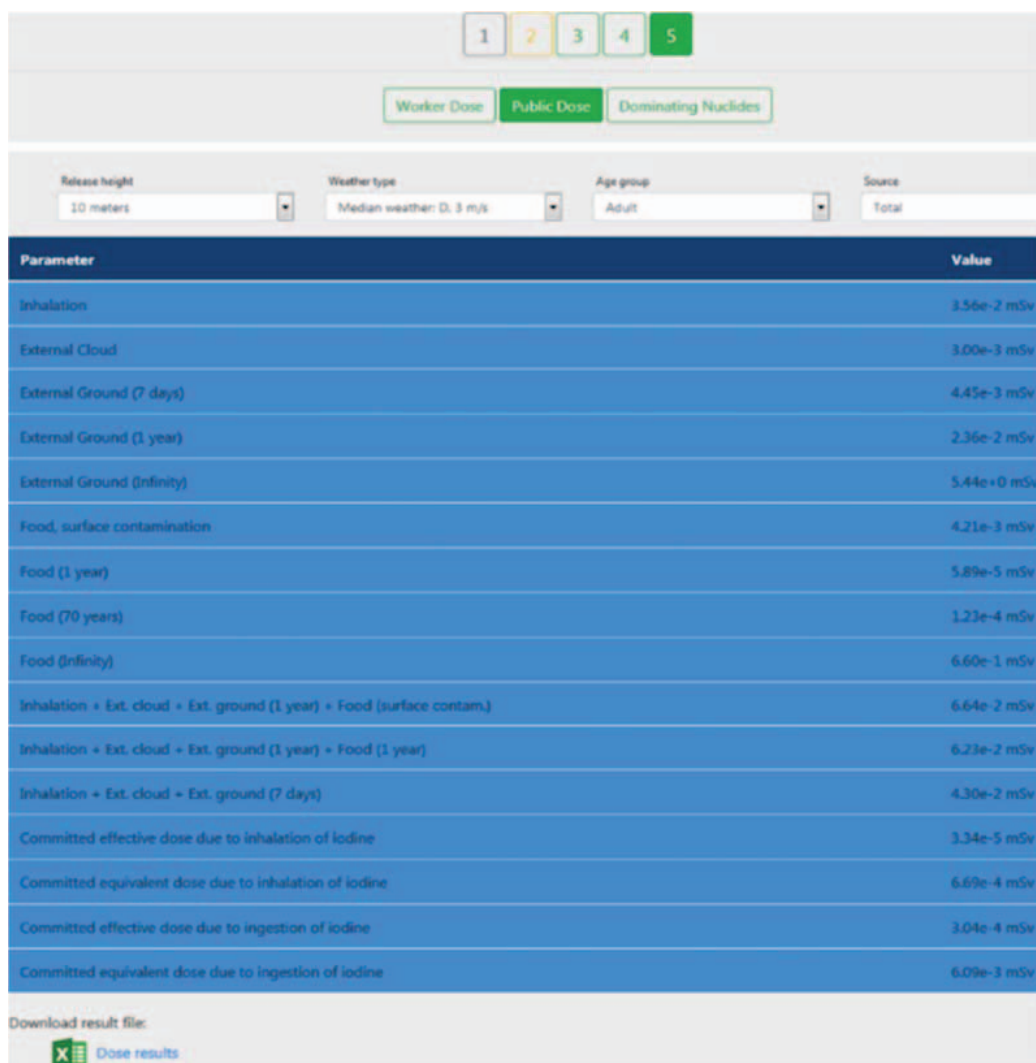 1 2 3 4 5
Worker Dose Public Dose Dominating Nuclides
Release height Weather type Age group Source
10 meters Median weather: D, 3 m/s Adult Total
Parameter Value
Inhalation 3.56e-2 mSv
External Cloud 3.00e-3 mSv
External Ground (7 days) 4.45e-3 mSv
External Ground (1 year) 2.36e-2 mSv
External Ground (Infinity) 5.44e+0 mSv
Food, surface contamination 4.21e-3 mSv
Food (1 year) 5.89e-5 mSv
Food (70 years) 1.23e-4 mSv
Food (Infinity) 6.60e-1 mSv
Inhalation + Ext. cloud + Ext. ground (1 year) + Food (surface contam.) 6.64e-2 mSv
Inhalation + Ext. cloud + Ext. ground (1 year) + Food (1 year) 6.23e-2 mSv
Inhalation + Ext. cloud + Ext. ground (7 days) 4.30e-2 mSv
Committed effective dose due to inhalation of iodine 3.34e-5 mSv
Committed equivalent dose due to inhalation of iodine 6.69e-4 mSv
Committed effective dose due to ingestion of iodine 3.04e-4 mSv
Committed equivalent dose due to ingestion of iodine 6.09e-3 mSv
Download result file:
Dose results